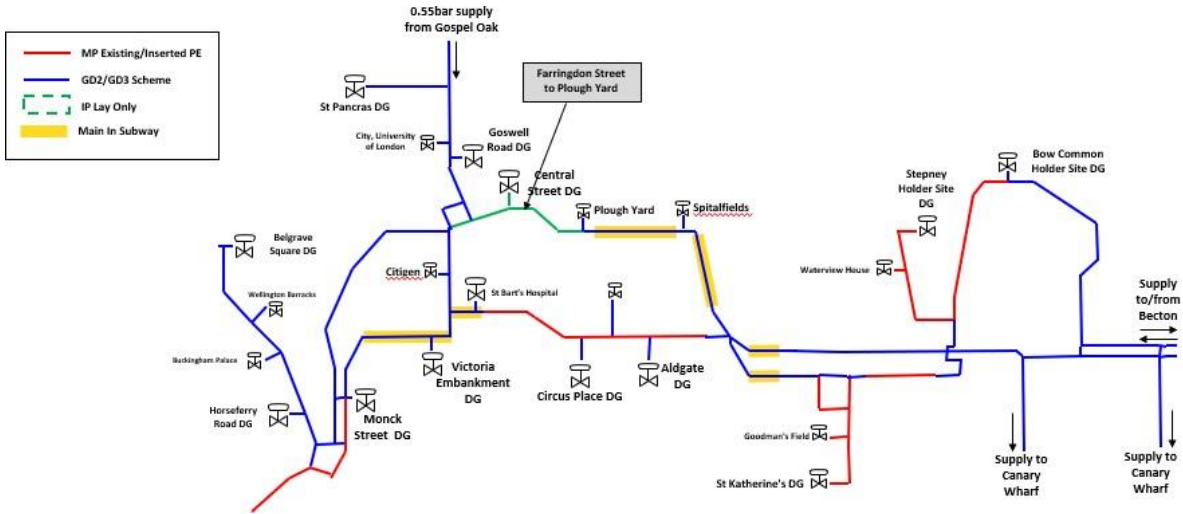 0.55bar supply
from Gospel Oak
MP Existing/Inserted PE
GD2/GD3 Scheme
IP Lay Only
Main In Subway
Farringdon Street
to Plough Yard
St Pancras DG
City, University
of London
Goswell
Road DG
Central
Street DG
Plough Yard
Spitalfields
Stepney
Holder Site
DG
Bow Common
Holder Site DG
Belgrave
Square DG
Citigen
Waterview House
Wellington Barracks
St Bart's Hospital
Supply
to/from
Becton
Buckingham Palace
Victoria
Embankment
DG
Circus Place DG
Aldgate
DG
Horseferry
Road DG
Monck
Street DG
Goodman's Field
St Katherine's DG
Supply to
Canary
Wharf
Supply to
Canary
Wharf